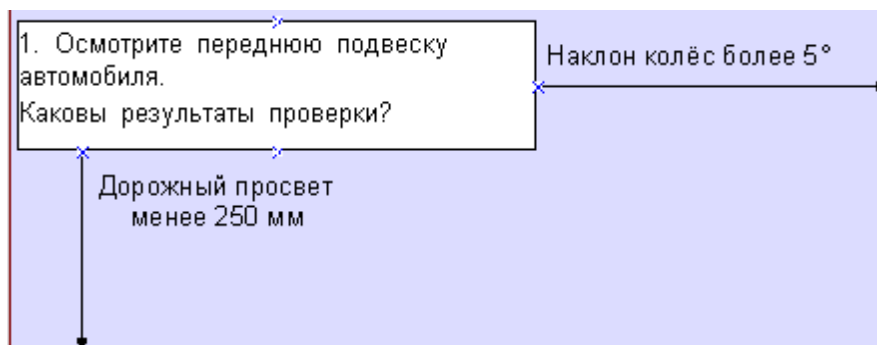 1. Осмотрите переднюю подвеску
автомобиля.
Каковы результаты проверки?
Наклон колёс более 5°
Дорожный просвет
менее 250 мм